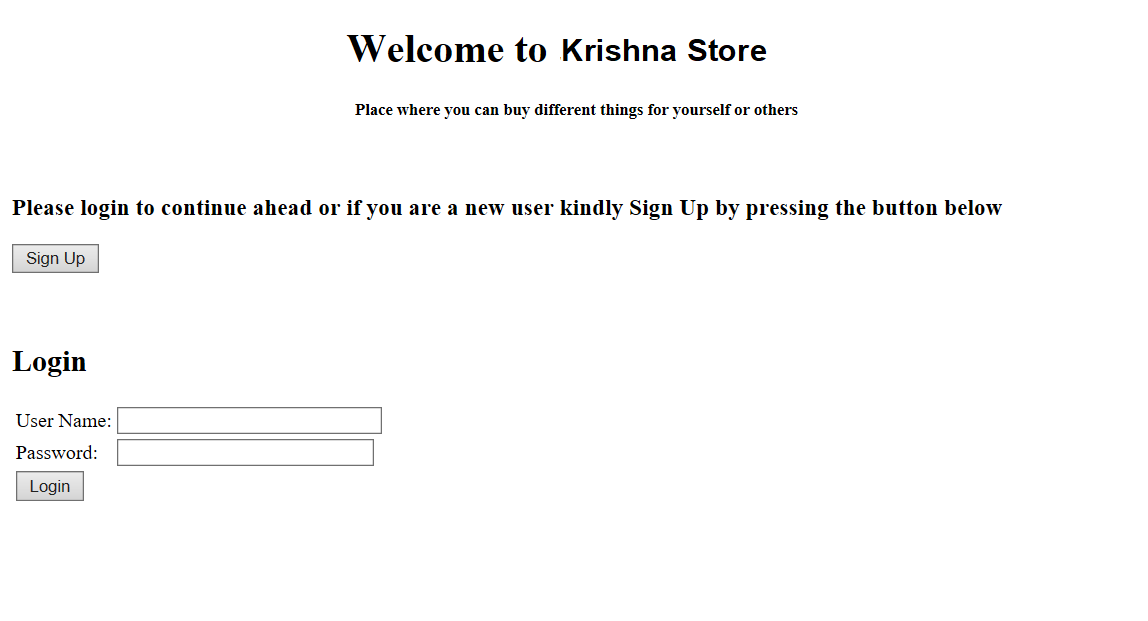 Welcome to Krishna Store
Place where you can buy different things for yourself or others
Please login to continue ahead or if you are a new user kindly Sign Up by pressing the button below
Sign Up
Login
User Name:
Password:
Login